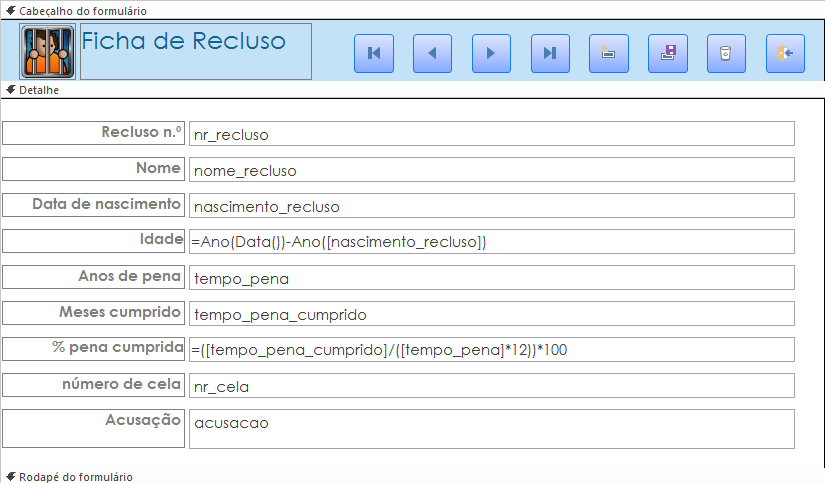 Cabeçalho do formulário
Ficha de Recluso
Detalhe
Recluso n.º nr_recluso
Nome nome_recluso
Data de nascimento nascimento_recluso
Idade =Ano(Data())-Ano([nascimento_recluso])
Anos de pena tempo_pena
Meses cumprido tempo_pena_cumprido
% pena cumprida =([tempo_pena_cumprido]/([tempo_pena]*12))*100
número de cela nr_cela
Acusação acusacao
Rodapé do formulário